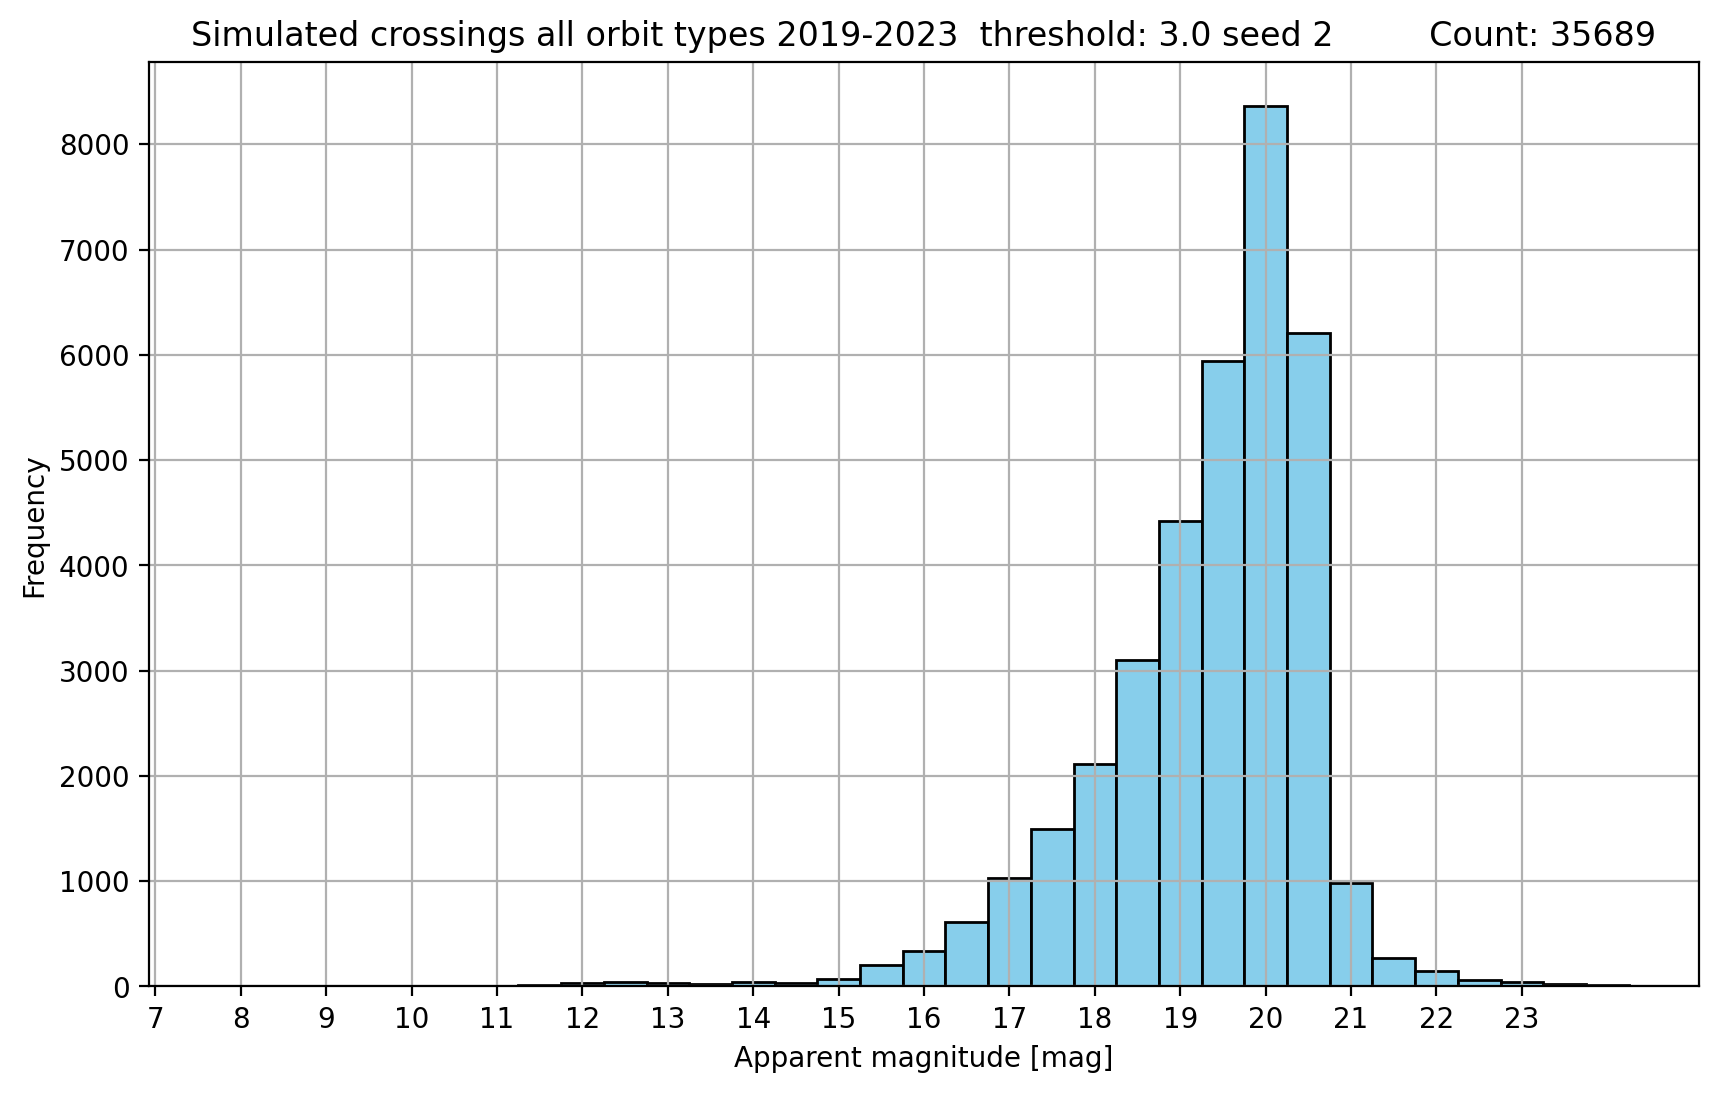 Simulated crossings all orbit types 2019-2023  threshold: 3.0 seed 2          Count: 35689
8000
7000
6000
5000
4000
3000
2000
1000
0
Frequency
7 8 9 10 11 12 13 14 15 16 17 18 19 20 21 22 23
Apparent magnitude [mag]